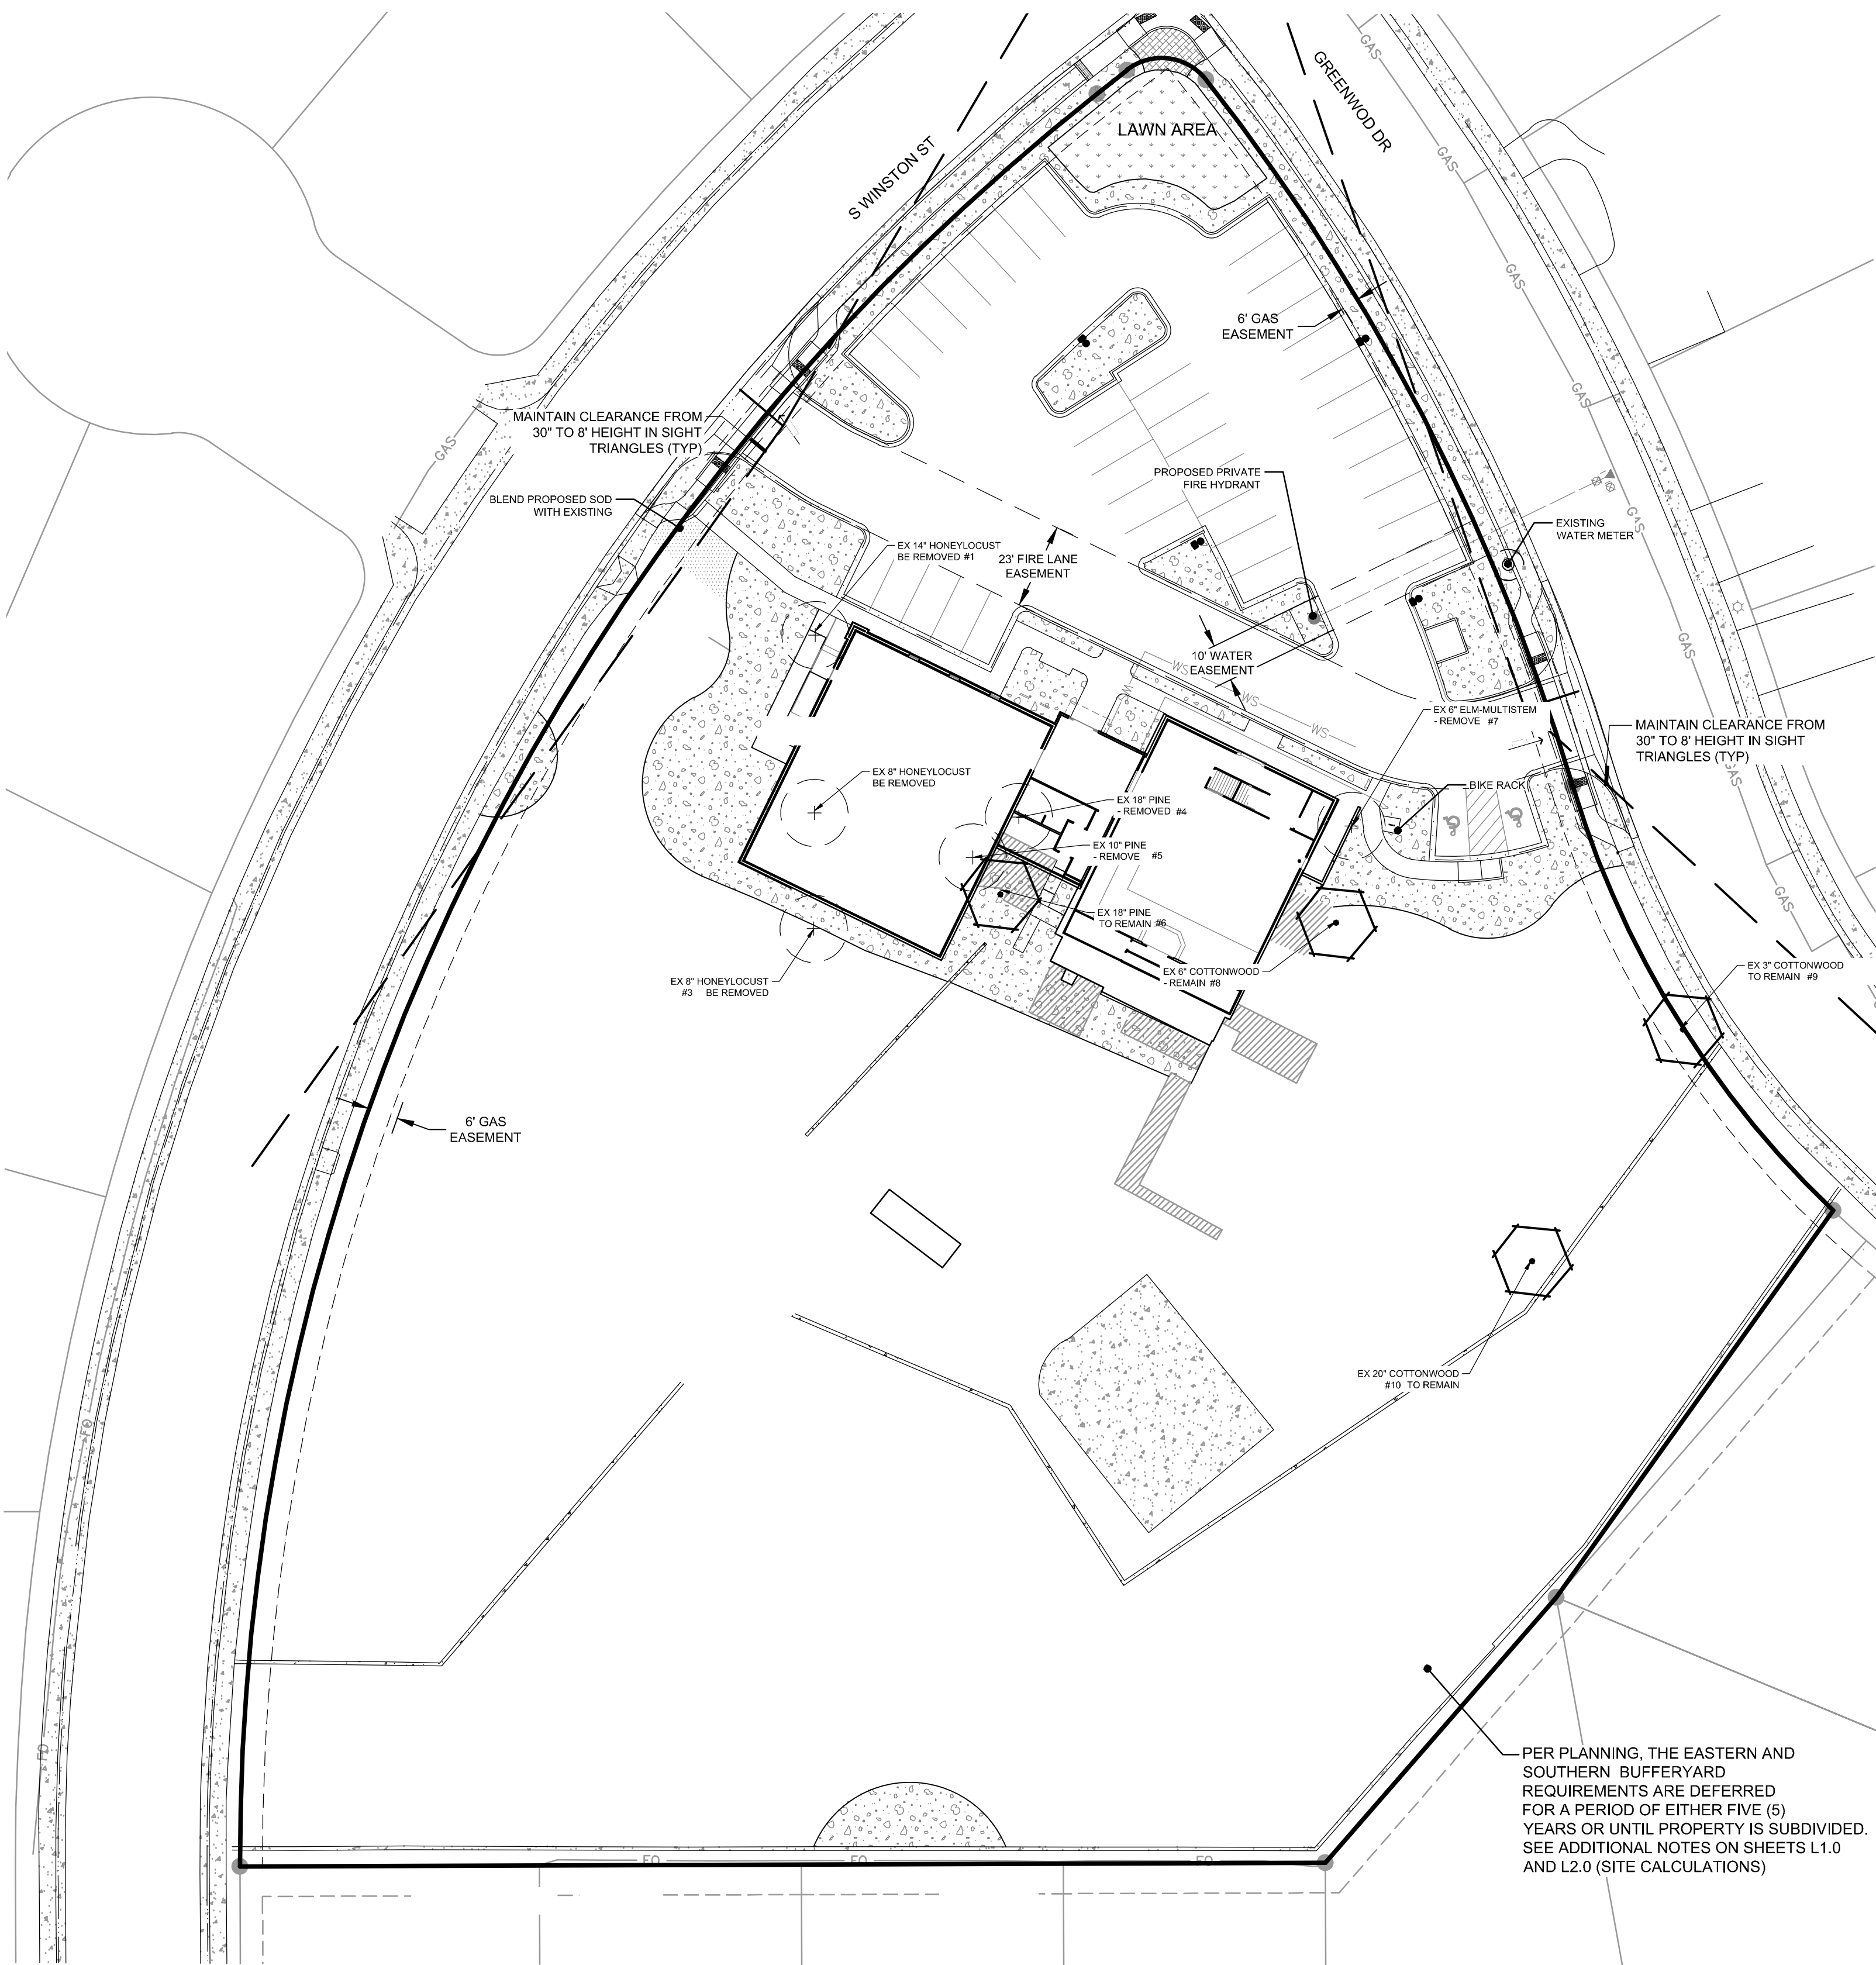 GAS
GREENWOD DR
LAWN AREA
S WINSTON ST
GAS
GAS
6' GAS
EASEMENT
GAS
MAINTAIN CLEARANCE FROM
30" TO 8' HEIGHT IN SIGHT
TRIANGLES (TYP)
GAS
PROPOSED PRIVATE
FIRE HYDRANT
BLEND PROPOSED SOD
WITH EXISTING
GAS
EXISTING
WATER METER
EX 14" HONEYLOCUST
BE REMOVED #1
23' FIRE LANE
EASEMENT
GAS
10' WATER
EASEMENT
WS
WS
WS
W
EX 6" ELM-MULTISTEM
- REMOVE #7
MAINTAIN CLEARANCE FROM
30" TO 8' HEIGHT IN SIGHT
TRIANGLES (TYP)
GAS
EX 8" HONEYLOCUST
BE REMOVED
BIKE RACK
EX 18" PINE
- REMOVED #4
EX 10" PINE
- REMOVE #5
GAS
EX 18" PINE
TO REMAIN #6
EX 6" COTTONWOOD
- REMAIN #8
EX 3" COTTONWOOD
TO REMAIN #9
EX 8" HONEYLOCUST
#3 BE REMOVED
6' GAS
EASEMENT
EX 20" COTTONWOOD
#10 TO REMAIN
FO
FO
PER PLANNING, THE EASTERN AND
SOUTHERN BUFFERYARD
REQUIREMENTS ARE DEFERRED
FOR A PERIOD OF EITHER FIVE (5)
YEARS OR UNTIL PROPERTY IS SUBDIVIDED.
SEE ADDITIONAL NOTES ON SHEETS L1.0
AND L2.0 (SITE CALCULATIONS)
FO
FO
FO